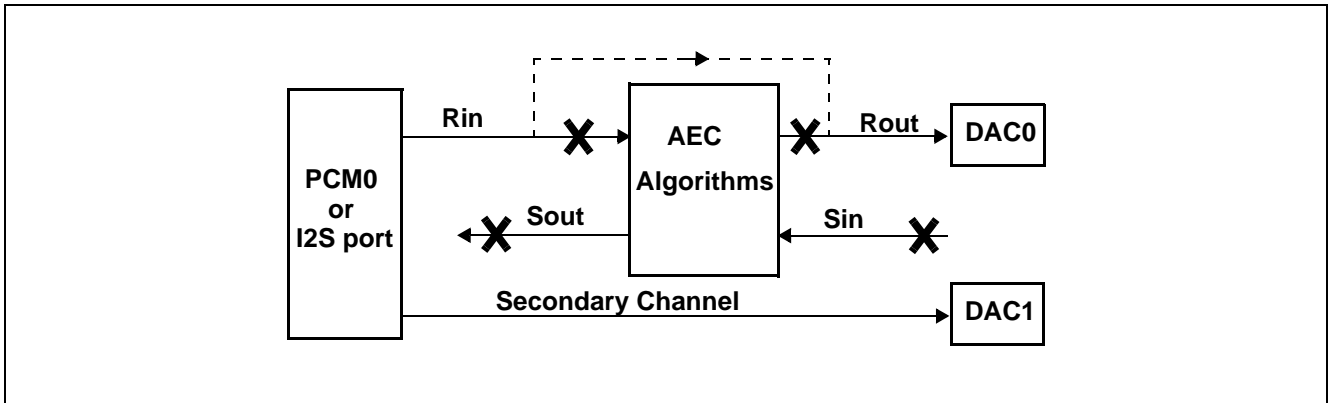 Rin
AEC
Algorithms
Rout
DAC0
PCM0
or
I2S port
Sout
Sin
Secondary Channel
DAC1